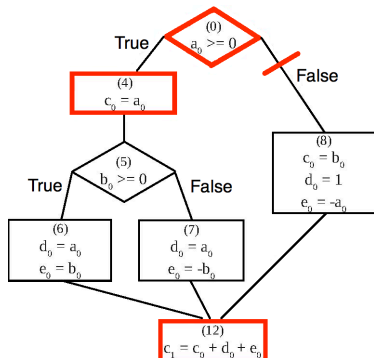 (0)
a₀ >= 0
True
False
(4)
c₀ = a₀
(5)
b₀ >= 0
True
False
(8)
c₀ = b₀
d₀ = 1
e₀ = -a₀
(6)
d₀ = a₀
e₀ = b₀
(7)
d₀ = a₀
e₀ = -b₀
(12)
c₁ = c₀ + d₀ + e₀